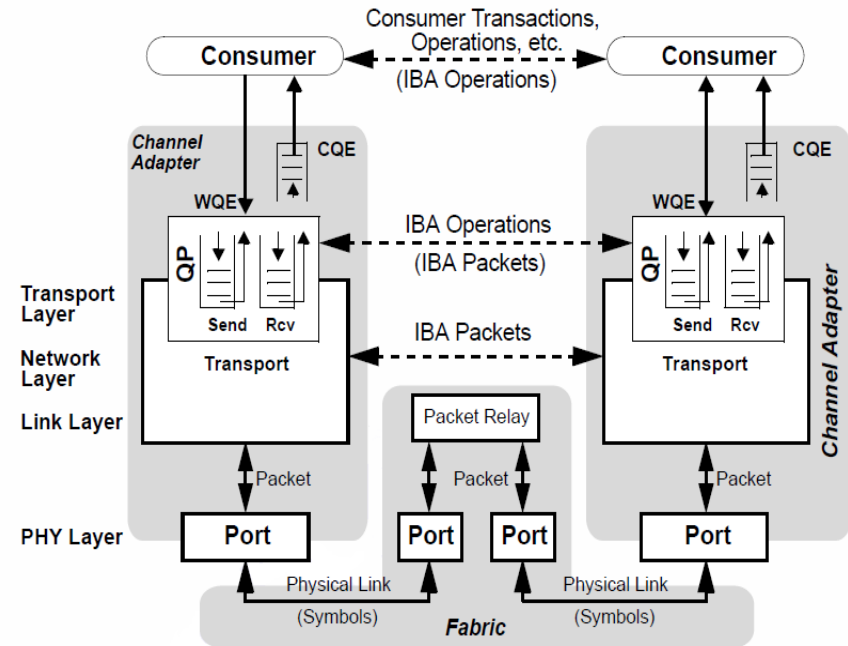 Consumer Transactions,
Operations, etc.
(IBA Operations)
Consumer
Consumer
Channel
Adapter
CQE
CQE
WQE
WQE
IBA Operations
(IBA Packets)
QP
Send
Rcv
QP
Send
Rcv
Transport
Layer
IBA Packets
Transport
Transport
Network
Layer
Channel Adapter
Link Layer
Packet Relay
Packet
Packet
Packet
PHY Layer
Port
Port
Port
Port
Physical Link
(Symbols)
Physical Link
(Symbols)
Fabric